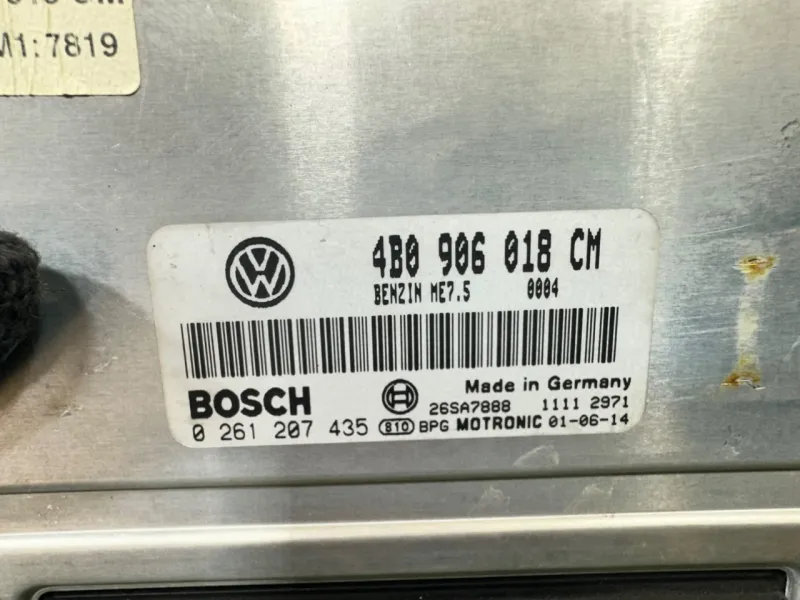 M1:7819
4B0 906 018 CM
BENZIN ME7.5 0004
BOSCH
Made in Germany
26SA7888 1111 2971
0 261 207 435 810 BPG MOTRONIC 01-06-14